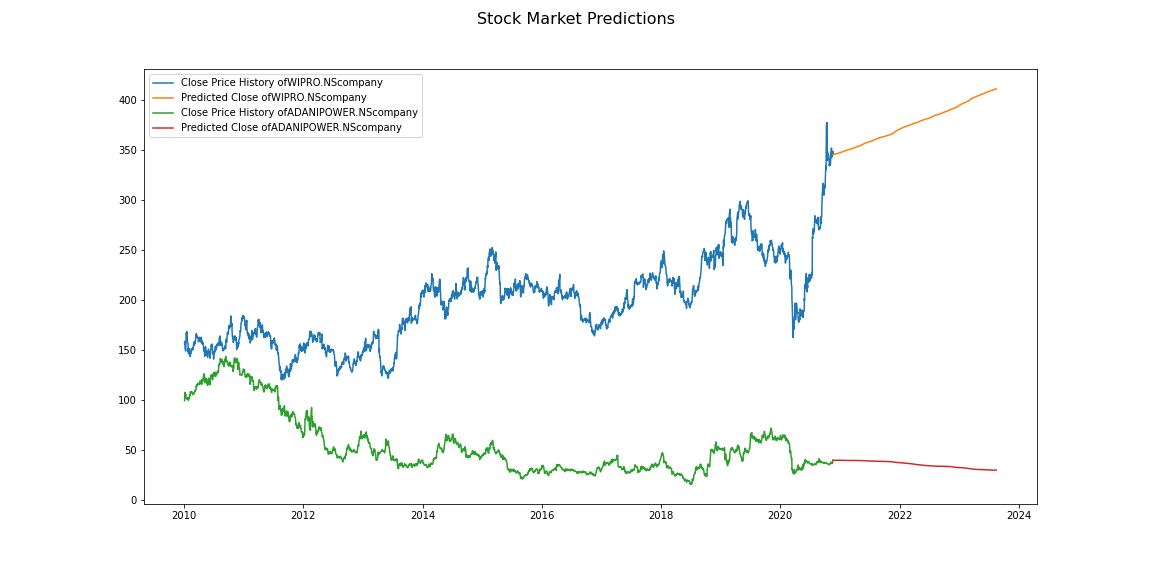 Stock Market Predictions
Close Price History ofWIPRO.NScompany
Predicted Close ofWIPRO.NScompany
Close Price History ofADANIPOWER.NScompany
Predicted Close ofADANIPOWER.NScompany
400
350
300
250
200
150
100
50
0
2010 2012 2014 2016 2018 2020 2022 2024